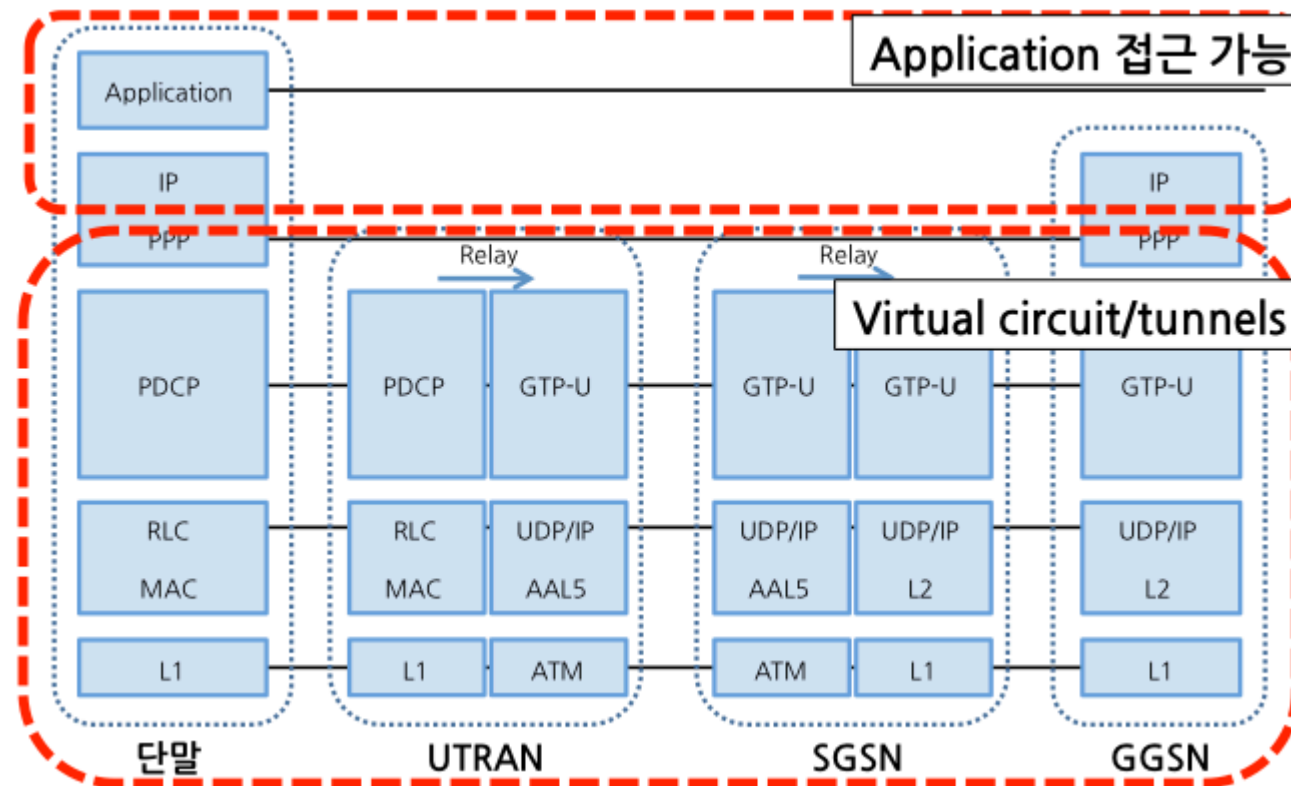 Application 접근 가능
Application
IP
IP
PPP
PPP
Relay
Relay
Virtual circuit/tunnels
PDCP
PDCP
GTP-U
GTP-U
GTP-U
GTP-U
RLC
RLC
UDP/IP
UDP/IP
UDP/IP
UDP/IP
MAC
MAC
AAL5
AAL5
L2
L2
L1
L1
ATM
ATM
L1
L1
단말
UTRAN
SGSN
GGSN